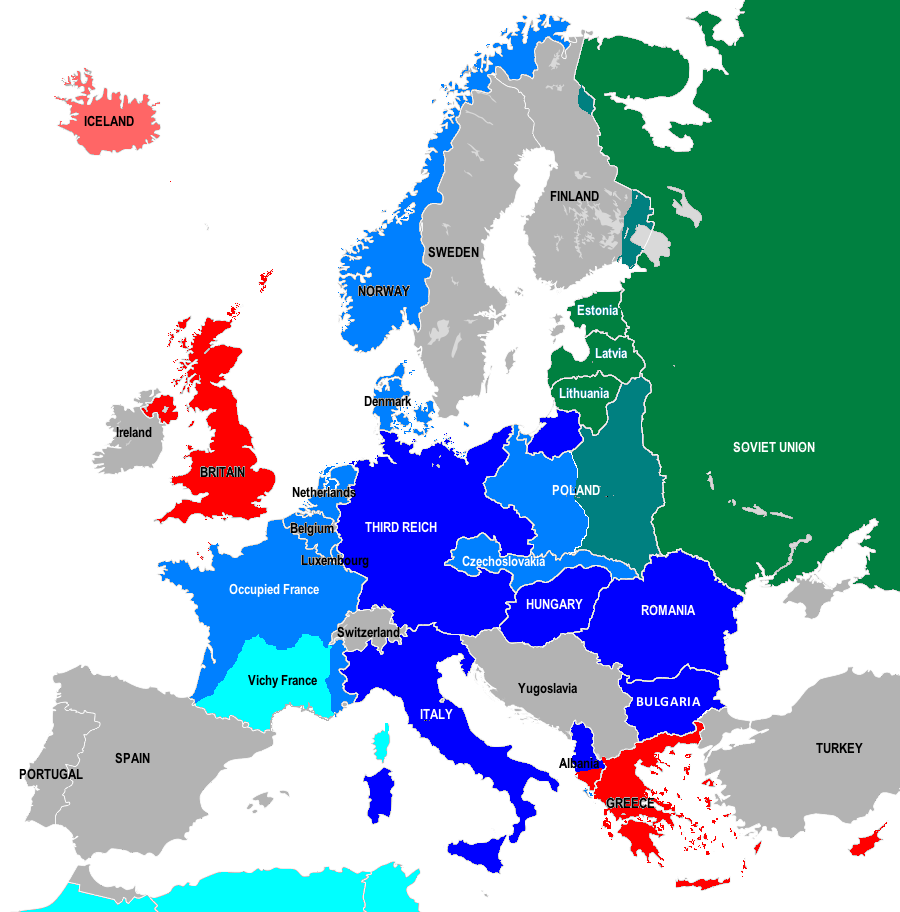 ICELAND
FINLAND
SWEDEN
NORWAY
Estonia
Latvia
Lithuania
Denmark
Ireland
SOVIET UNION
BRITAIN
Netherlands
POLAND
Belgium
THIRD REICH
Luxembourg
Czechoslovakia
Occupied France
HUNGARY
ROMANIA
Switzerland
Vichy France
Yugoslavia
BULGARIA
ITALY
TURKEY
SPAIN
PORTUGAL
Albania
GREECE